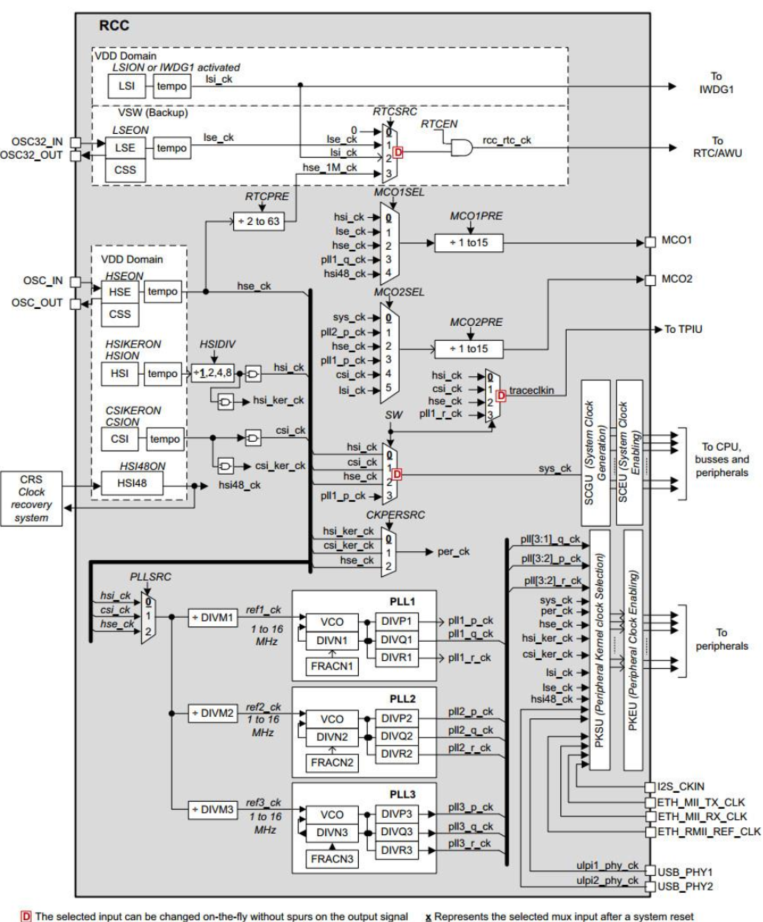 RCC
VDD Domain
LSION or IWDG1 activated
LSI
tempo
lsi_ck
To
IWDG1
VSW (Backup)
LSEON
OSC32_IN
OSC32_OUT
LSE
tempo
CSS
lse_ck
RTCSRC
0
lse_ck
lsi_ck
hse_1M_ck
0
1
2
3
D
RTCEN
rcc_rtc_ck
To
RTC/AWU
RTCPRE
÷ 2 to 63
MCO1SEL
hsi_ck
lse_ck
hse_ck
pll1_q_ck
hsi48_ck
0
1
2
3
4
MCO1PRE
÷ 1 to15
MCO1
VDD Domain
HSEON
OSC_IN
OSC_OUT
HSE
tempo
CSS
hse_ck
MCO2SEL
sys_ck
pll2_p_ck
hse_ck
pll1_p_ck
csi_ck
lsi_ck
0
1
2
3
4
5
MCO2PRE
÷ 1 to15
MCO2
To TPIU
HSIKERON
HSION
HSI
tempo
HSIDIV
÷1,2,4,8
hsi_ck
hsi_ker_ck
hsi_ck
csi_ck
hse_ck
pll1_r_ck
0
1
2
3
D
traceclkin
CSIKERON
CSION
CSI
tempo
csi_ck
csi_ker_ck
HSI48ON
HSI48
hsi48_ck
CRS
Clock
recovery
system
SW
hsi_ck
csi_ck
hse_ck
pll1_p_ck
0
1
2
3
D
sys_ck
SCGU (System Clock
Generation)
SCEU (System Clock
Enabling)
To CPU,
busses and
peripherals
CKPERSRC
hsi_ker_ck
csi_ker_ck
hse_ck
0
1
2
per_ck
PLLSRC
hsi_ck
csi_ck
hse_ck
0
1
2
÷ DIVM1
ref1_ck
1 to 16
MHz
PLL1
VCO
DIVN1
FRACN1
DIVP1
DIVQ1
DIVR1
pll1_p_ck
pll1_q_ck
pll1_r_ck
÷ DIVM2
ref2_ck
1 to 16
MHz
PLL2
VCO
DIVN2
FRACN2
DIVP2
DIVQ2
DIVR2
pll2_p_ck
pll2_q_ck
pll2_r_ck
÷ DIVM3
ref3_ck
1 to 16
MHz
PLL3
VCO
DIVN3
FRACN3
DIVP3
DIVQ3
DIVR3
pll3_p_ck
pll3_q_ck
pll3_r_ck
pll[3:1]_q_ck
pll[3:2]_p_ck
pll[3:2]_r_ck
sys_ck
per_ck
hse_ck
hsi_ker_ck
csi_ker_ck
lsi_ck
lse_ck
hsi48_ck
PKSU (Peripheral Kernel clock Selection)
PKEU (Peripheral Clock Enabling)
To
peripherals
I2S_CKIN
ETH_MII_TX_CLK
ETH_MII_RX_CLK
ETH_RMII_REF_CLK
ulpi1_phy_ck
USB_PHY1
ulpi2_phy_ck
USB_PHY2
D The selected input can be changed on-the-fly without spurs on the output signal
x Represents the selected mux input after a system reset